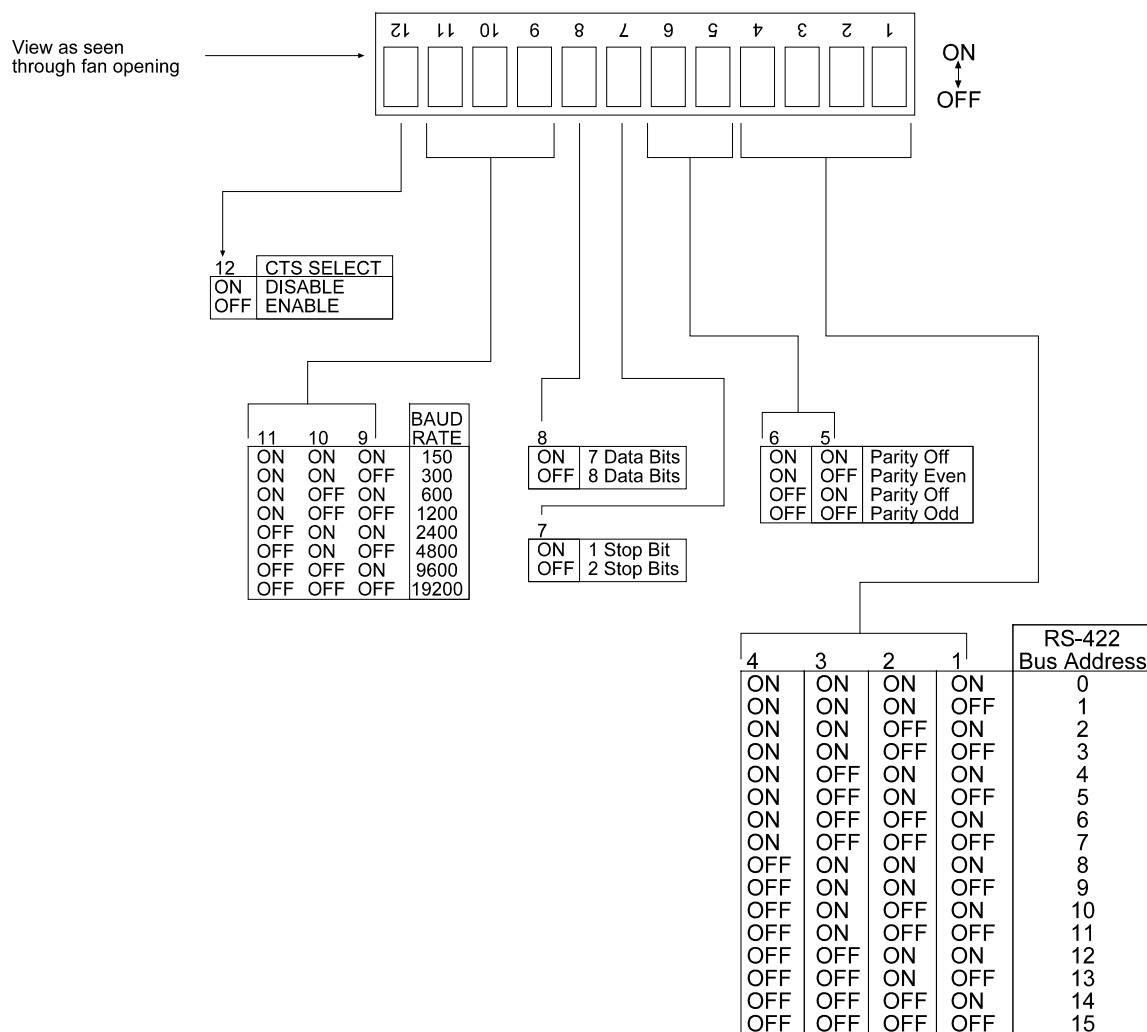 12 11 10 9 8 7 6 5 4 3 2 1
View as seen
through fan opening
ON
OFF
12 CTS SELECT
ON DISABLE
OFF ENABLE
11 10 9 BAUD RATE
ON ON ON 150
ON ON OFF 300
ON OFF ON 600
ON OFF OFF 1200
OFF ON ON 2400
OFF ON OFF 4800
OFF OFF ON 9600
OFF OFF OFF 19200
8
ON 7 Data Bits
OFF 8 Data Bits
7
ON 1 Stop Bit
OFF 2 Stop Bits
6 5
ON ON Parity Off
ON OFF Parity Even
OFF ON Parity Off
OFF OFF Parity Odd
RS-422
4 3 2 1 Bus Address
ON ON ON ON 0
ON ON ON OFF 1
ON ON OFF ON 2
ON ON OFF OFF 3
ON OFF ON ON 4
ON OFF ON OFF 5
ON OFF OFF ON 6
ON OFF OFF OFF 7
OFF ON ON ON 8
OFF ON ON OFF 9
OFF ON OFF ON 10
OFF ON OFF OFF 11
OFF OFF ON ON 12
OFF OFF ON OFF 13
OFF OFF OFF ON 14
OFF OFF OFF OFF 15